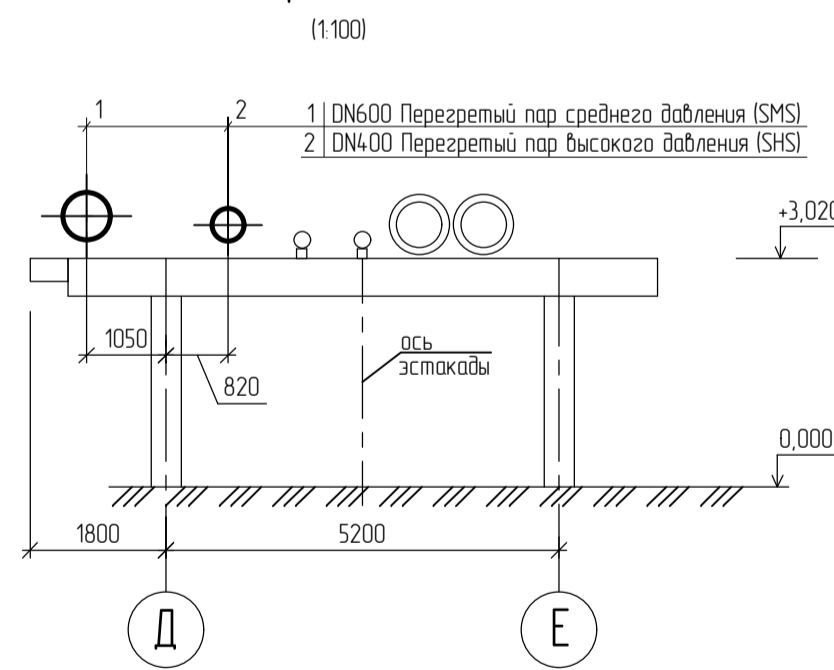 (1:100)
1 2
1 DN600 Перегретый пар среднего давления (SMS)
2 DN400 Перегретый пар высокого давления (SHS)
+3,020
1050
820
ось
эстакады
0,000
1800 5200
Д Е